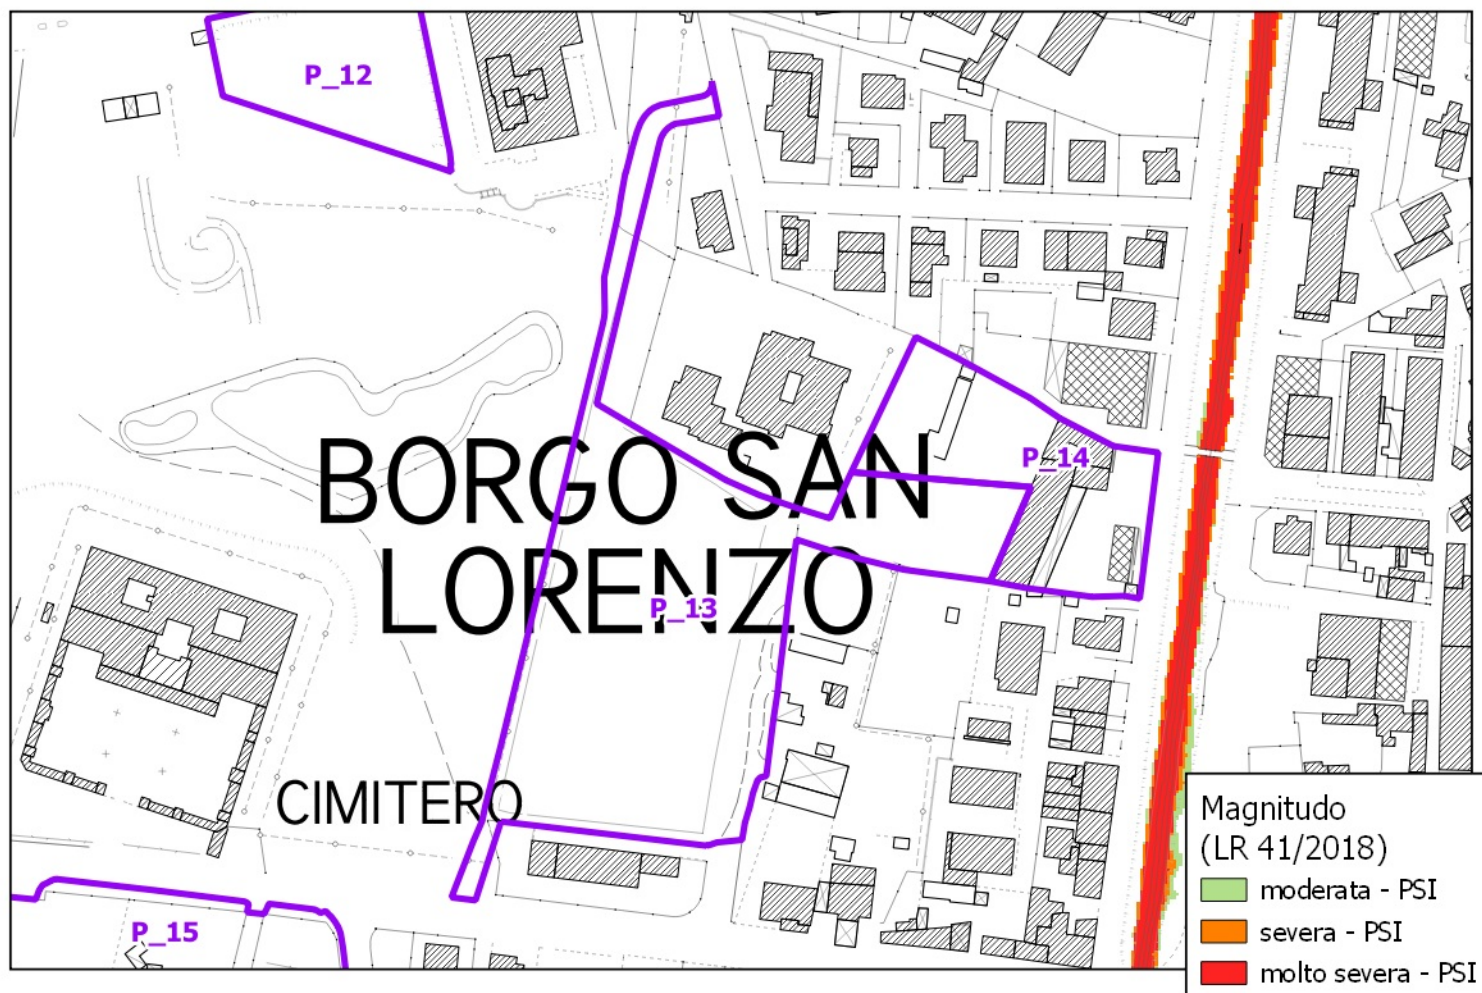 P_12
P_14
BORGO SAN
LORENZO
P_13
CIMITERO
P_15
Magnitudo
(LR 41/2018)
moderata - PSI
severa - PSI
molto severa - PSI